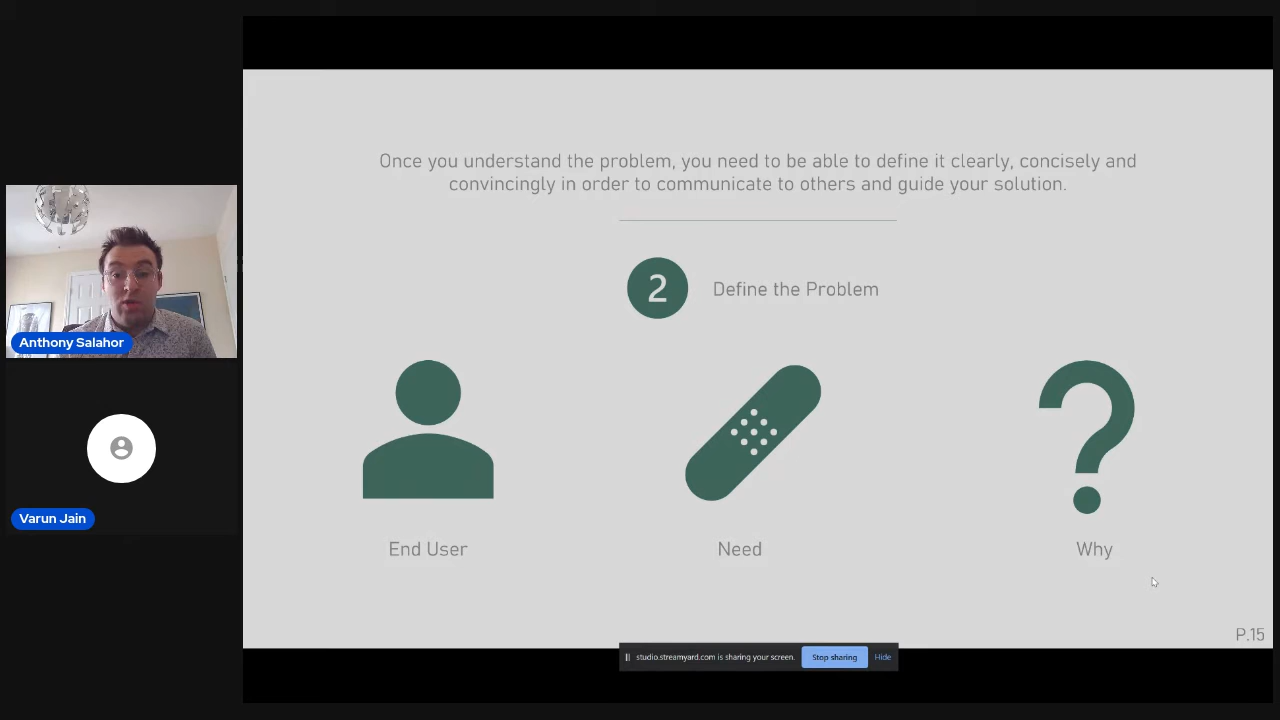 Once you understand the problem, you need to be able to define it clearly, concisely and
convincingly in order to communicate to others and guide your solution.
2
Define the Problem
Anthony Salahor
Varun Jain
End User
Need
Why
P.15
studio.streamyard.com is sharing your screen.
Stop sharing
Hide